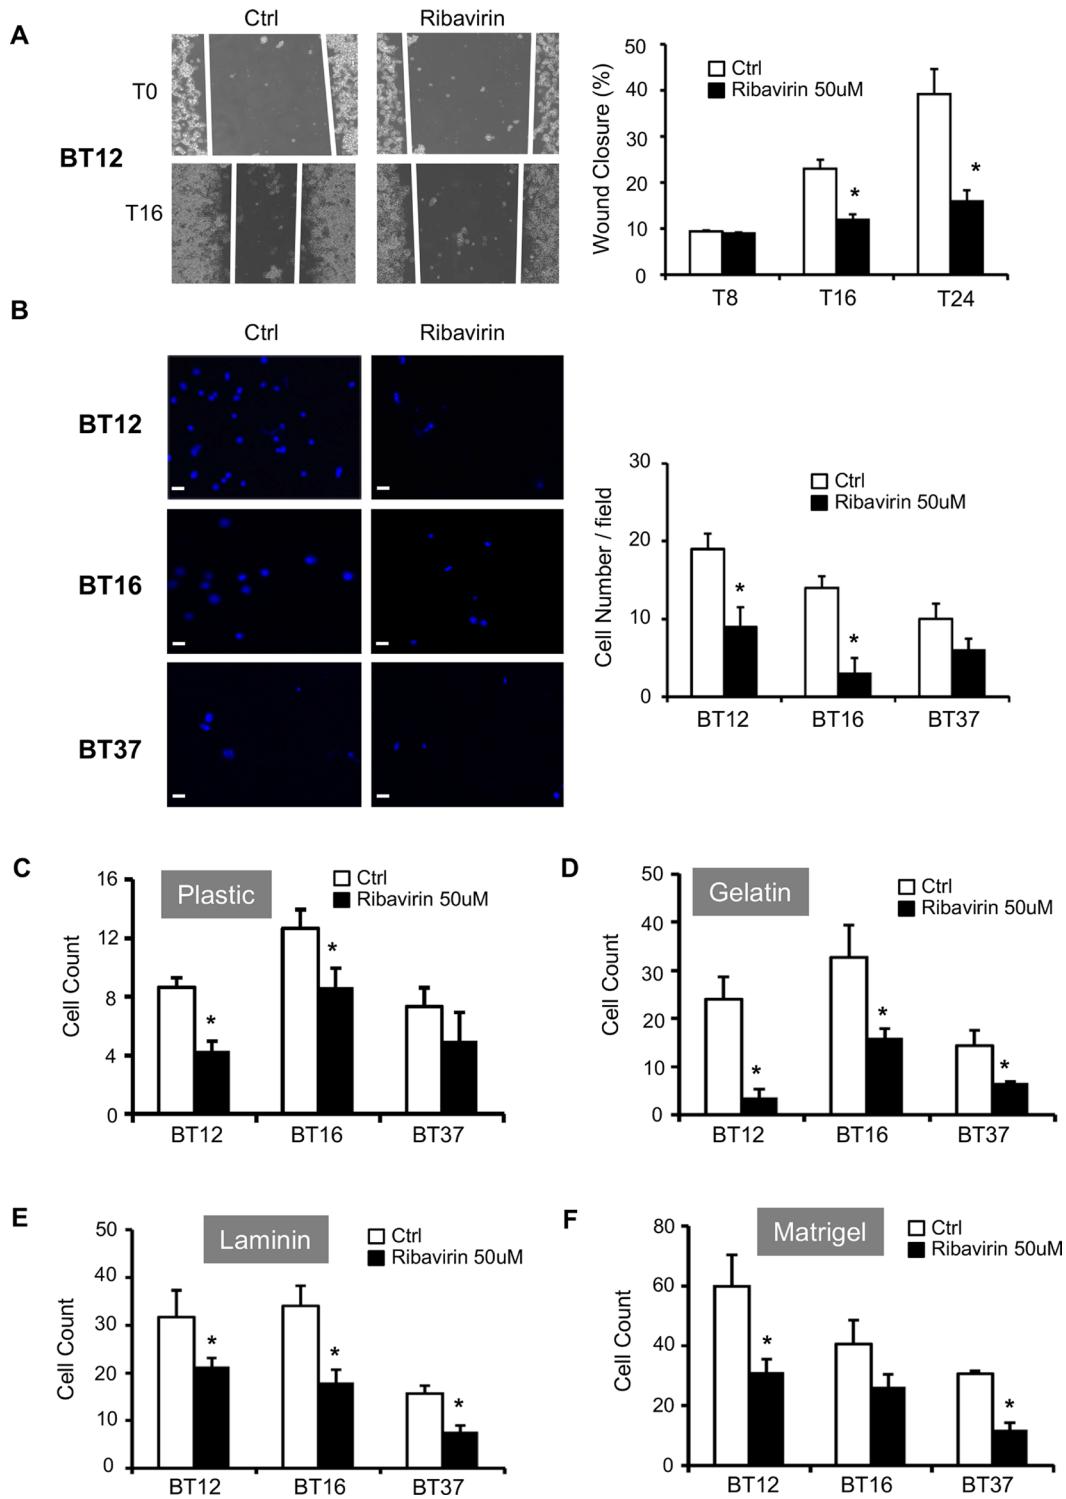 A
Ctrl
Ribavirin
T0
BT12
T16
50
40
30
20
10
0
Wound Closure (%)
Ctrl
Ribavirin 50uM
*
*
T8
T16
T24
B
Ctrl
Ribavirin
BT12
BT16
BT37
30
20
10
0
Cell Number / field
Ctrl
Ribavirin 50uM
*
*
BT12
BT16
BT37
C
16
12
8
4
0
Cell Count
Plastic
Ctrl
Ribavirin 50uM
*
*
BT12
BT16
BT37
D
50
40
30
20
10
0
Cell Count
Gelatin
Ctrl
Ribavirin 50uM
*
*
*
BT12
BT16
BT37
E
50
40
30
20
10
0
Cell Count
Laminin
Ctrl
Ribavirin 50uM
*
*
*
BT12
BT16
BT37
F
80
60
40
20
0
Cell Count
Matrigel
Ctrl
Ribavirin 50uM
*
*
BT12
BT16
BT37